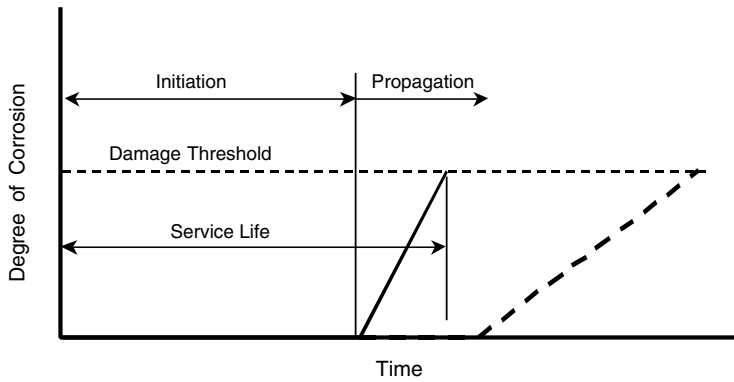 Initiation
Propagation
Damage Threshold
Service Life
Degree of Corrosion
Time